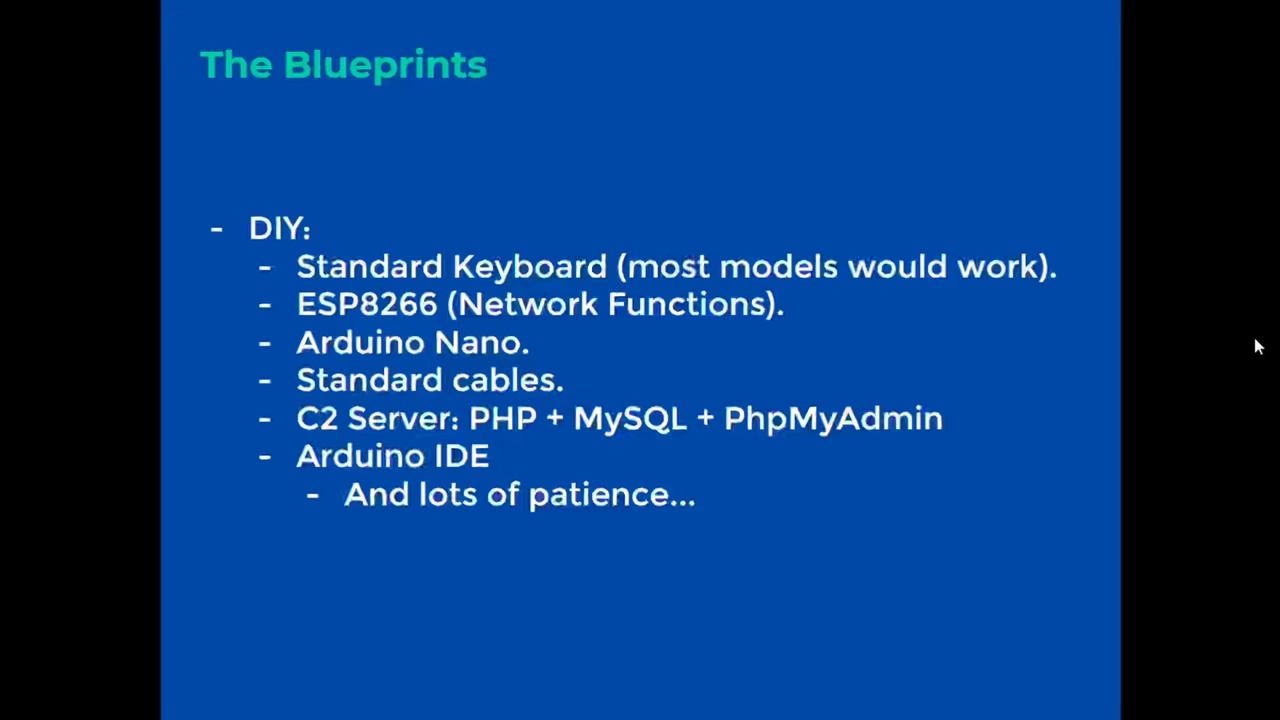 The Blueprints
- DIY:
- Standard Keyboard (most models would work).
- ESP8266 (Network Functions).
- Arduino Nano.
- Standard cables.
- C2 Server: PHP + MySQL + PhpMyAdmin
- Arduino IDE
- And lots of patience...